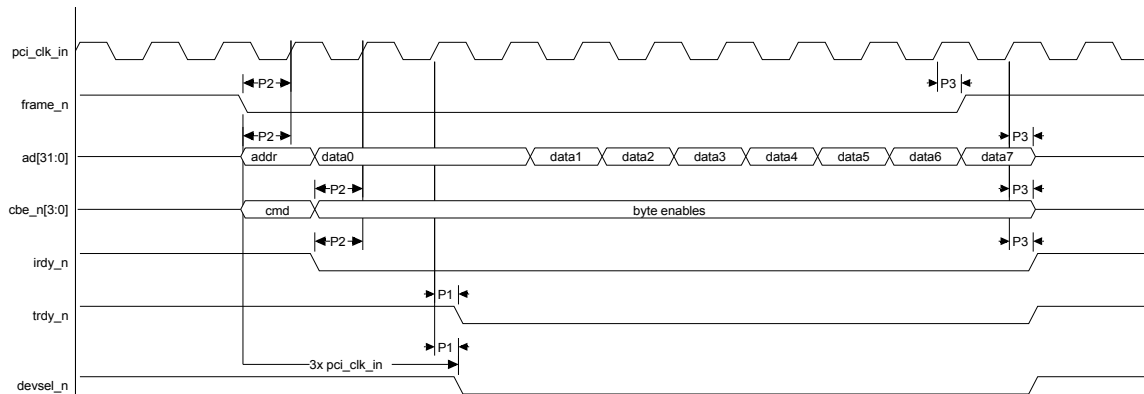 pci_clk_in
P2
P3
frame_n
P2
P3
ad[31:0]
addr
data0
data1
data2
data3
data4
data5
data6
data7
P2
P3
cbe_n[3:0]
cmd
byte enables
P2
P3
irdy_n
P1
trdy_n
P1
3x pci_clk_in
devsel_n